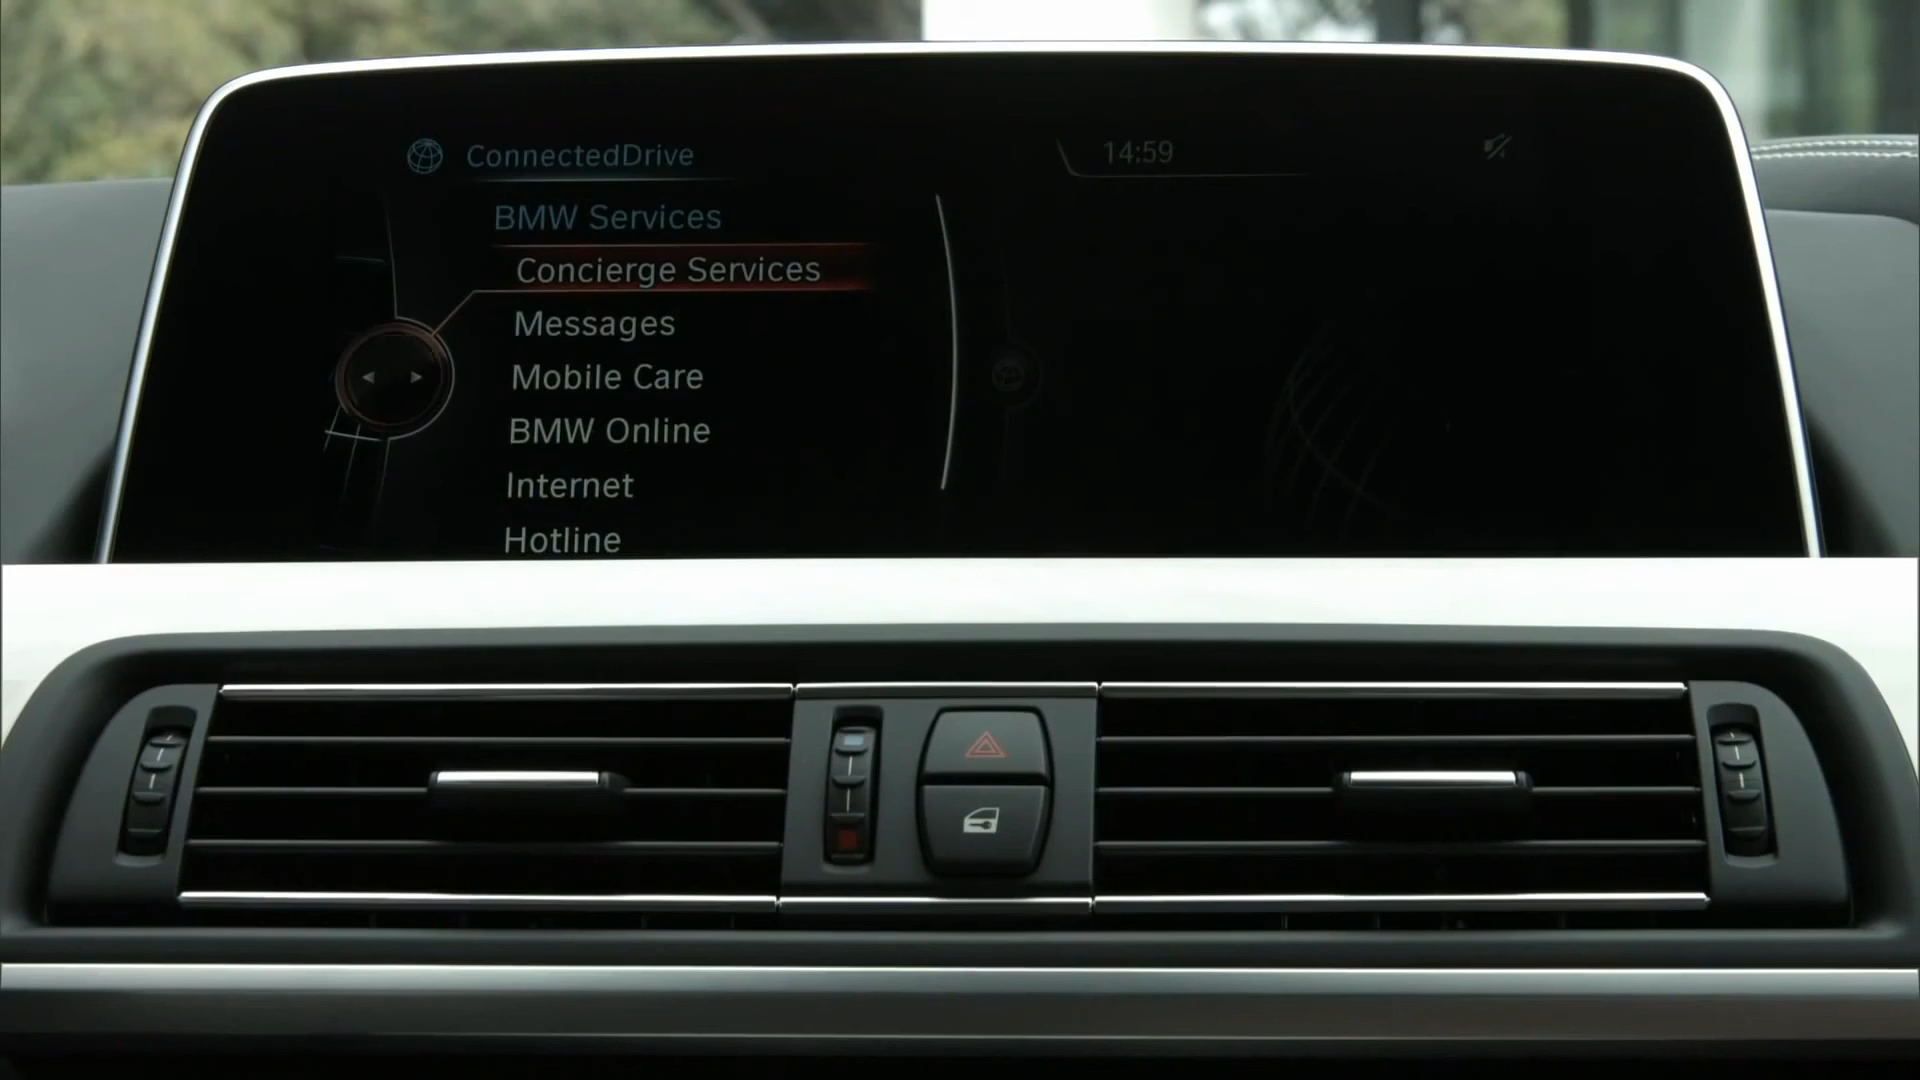 ConnectedDrive
14:59
BMW Services
Concierge Services
Messages
Mobile Care
BMW Online
Internet
Hotline